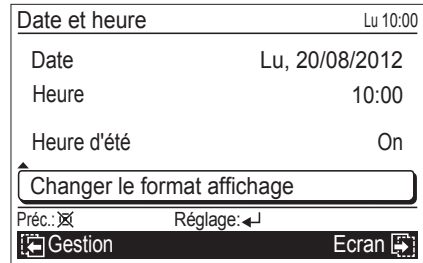 Date et heure Lu 10:00
Date Lu, 20/08/2012
Heure 10:00
Heure d'été On
Changer le format affichage
Préc.: Réglage:
Gestion Ecran